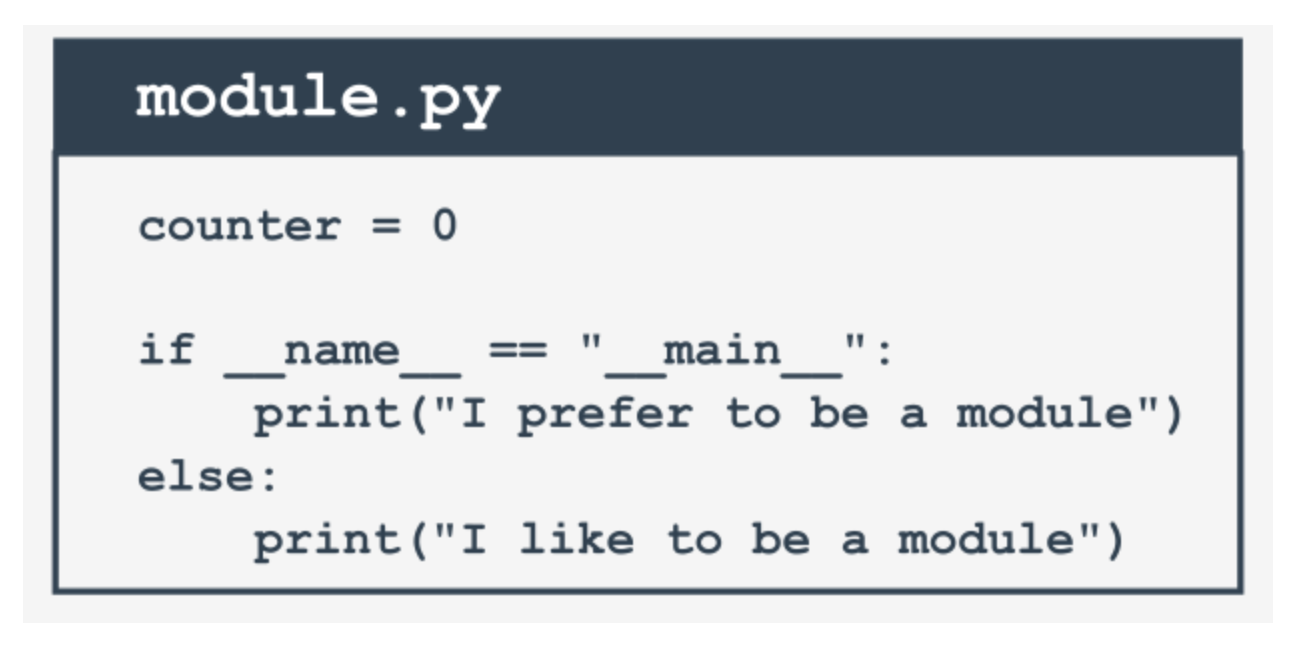 module.py
counter = 0
if __name__ == "__main__":
    print("I prefer to be a module")
else:
    print("I like to be a module")